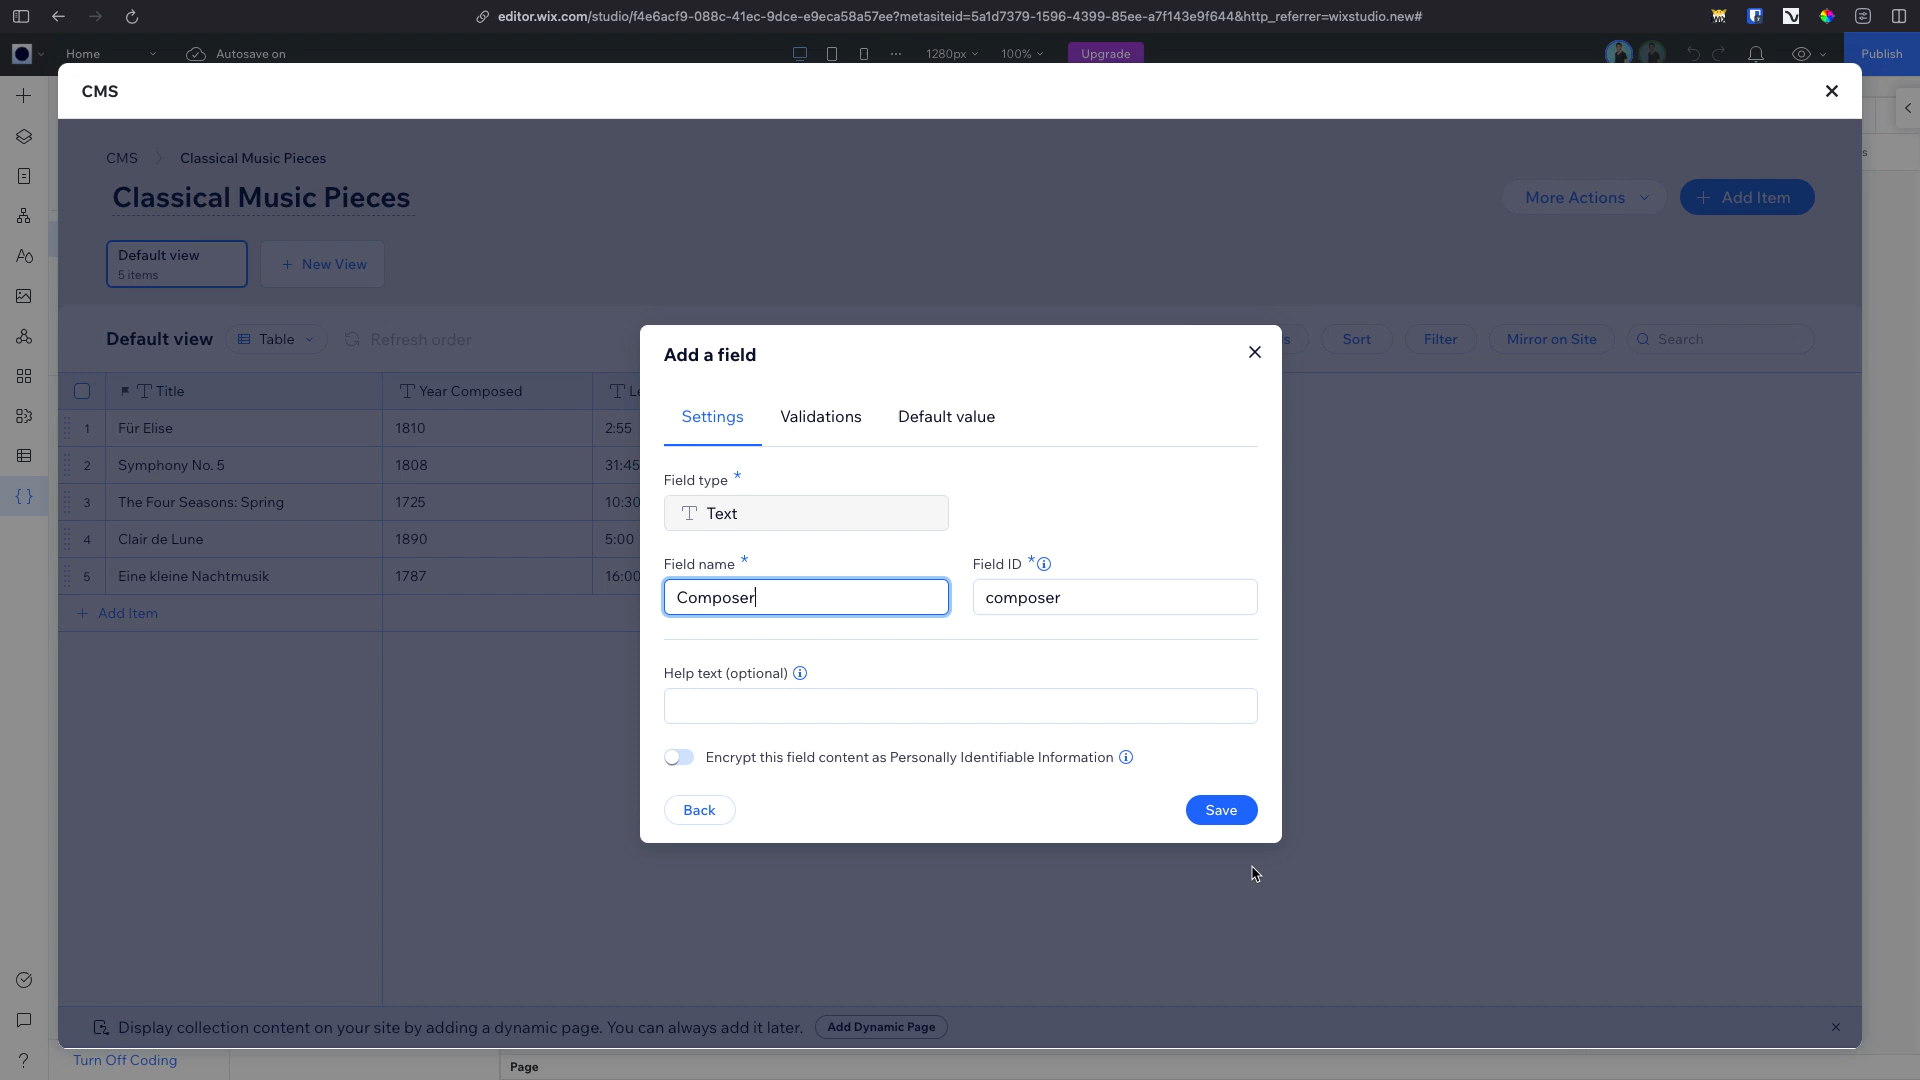 editor.wix.com/studio/f4e6acf9-088c-41ec-9dce-e9eca58a57ee?metasiteid=5a1d7379-1596-4399-85ee-a7f143e9f644&http_referrer=wixstudio.new#
Home
Autosave on
1280px
100%
Upgrade
Publish
CMS
CMS
Classical Music Pieces
Classical Music Pieces
More Actions
+ Add Item
Default view
5 items
+ New View
Default view
Table
Refresh order
Sort
Filter
Mirror on Site
Search
Title
Year Composed
1 Für Elise 1810 2:55
2 Symphony No. 5 1808 31:45
3 The Four Seasons: Spring 1725 10:30
4 Clair de Lune 1890 5:00
5 Eine kleine Nachtmusik 1787 16:00
+ Add Item
Add a field
Settings
Validations
Default value
Field type *
Text
Field name *
Field ID *
Composer
composer
Help text (optional)
Encrypt this field content as Personally Identifiable Information
Back
Save
Display collection content on your site by adding a dynamic page. You can always add it later.
Add Dynamic Page
Turn Off Coding
Page